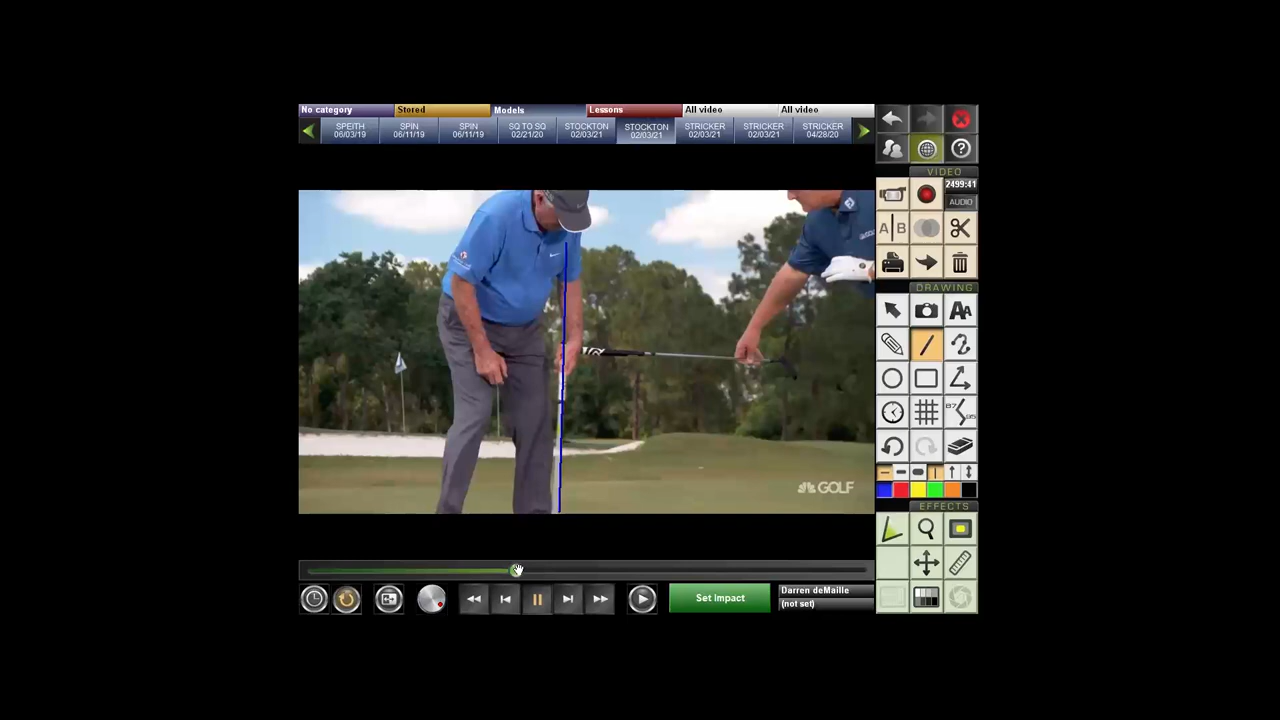 No category Stored Models Lessons All video All video
SPEITH SPIN SPIN SQ TO SQ STOCKTON STOCKTON STRICKER STRICKER STRICKER
06/03/19 06/11/19 06/11/19 02/21/20 02/03/21 02/03/21 02/03/21 02/03/21 04/28/20
VIDEO
2499:41
AUDIO
A B
DRAWING
AA
GOLF
EFFECTS
Set Impact
Darren deMaille
(not set)